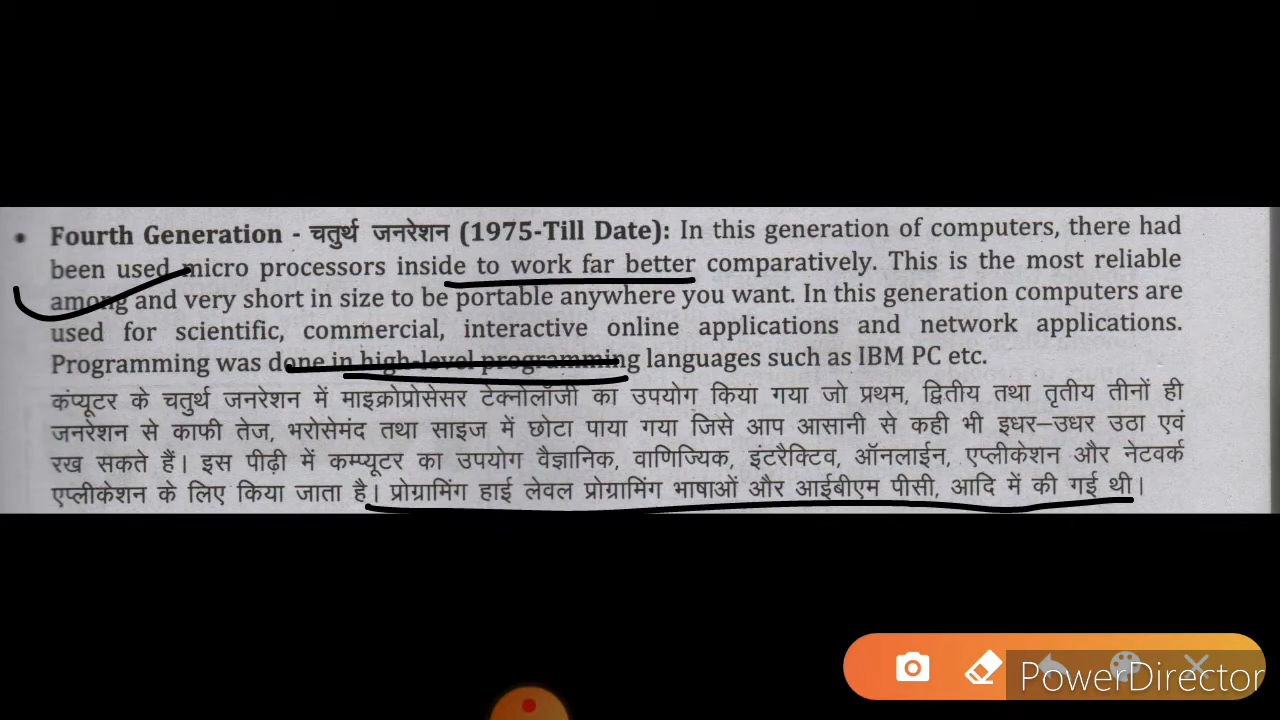 • Fourth Generation - चतुर्थ जनरेशन (1975-Till Date): In this generation of computers, there had
been used micro processors inside to work far better comparatively. This is the most reliable
among and very short in size to be portable anywhere you want. In this generation computers are
used for scientific, commercial, interactive online applications and network applications.
Programming was done in high-level programming languages such as IBM PC etc.
कंप्यूटर के चतुर्थ जनरेशन में माइक्रोप्रोसेसर टेक्नोलॉजी का उपयोग किया गया जो प्रथम, द्वितीय तथा तृतीय तीनों ही
जनरेशन से काफी तेज, भरोसेमंद तथा साइज में छोटा पाया गया जिसे आप आसानी से कही भी इधर–उधर उठा एवं
रख सकते हैं। इस पीढ़ी में कम्प्यूटर का उपयोग वैज्ञानिक, वाणिज्यिक, इंटरैक्टिव, ऑनलाईन, एप्लीकेशन और नेटवर्क
एप्लीकेशन के लिए किया जाता है। प्रोग्रामिंग हाई लेवल प्रोग्रामिंग भाषाओं और आईबीएम पीसी, आदि में की गई थी।
PowerDirector